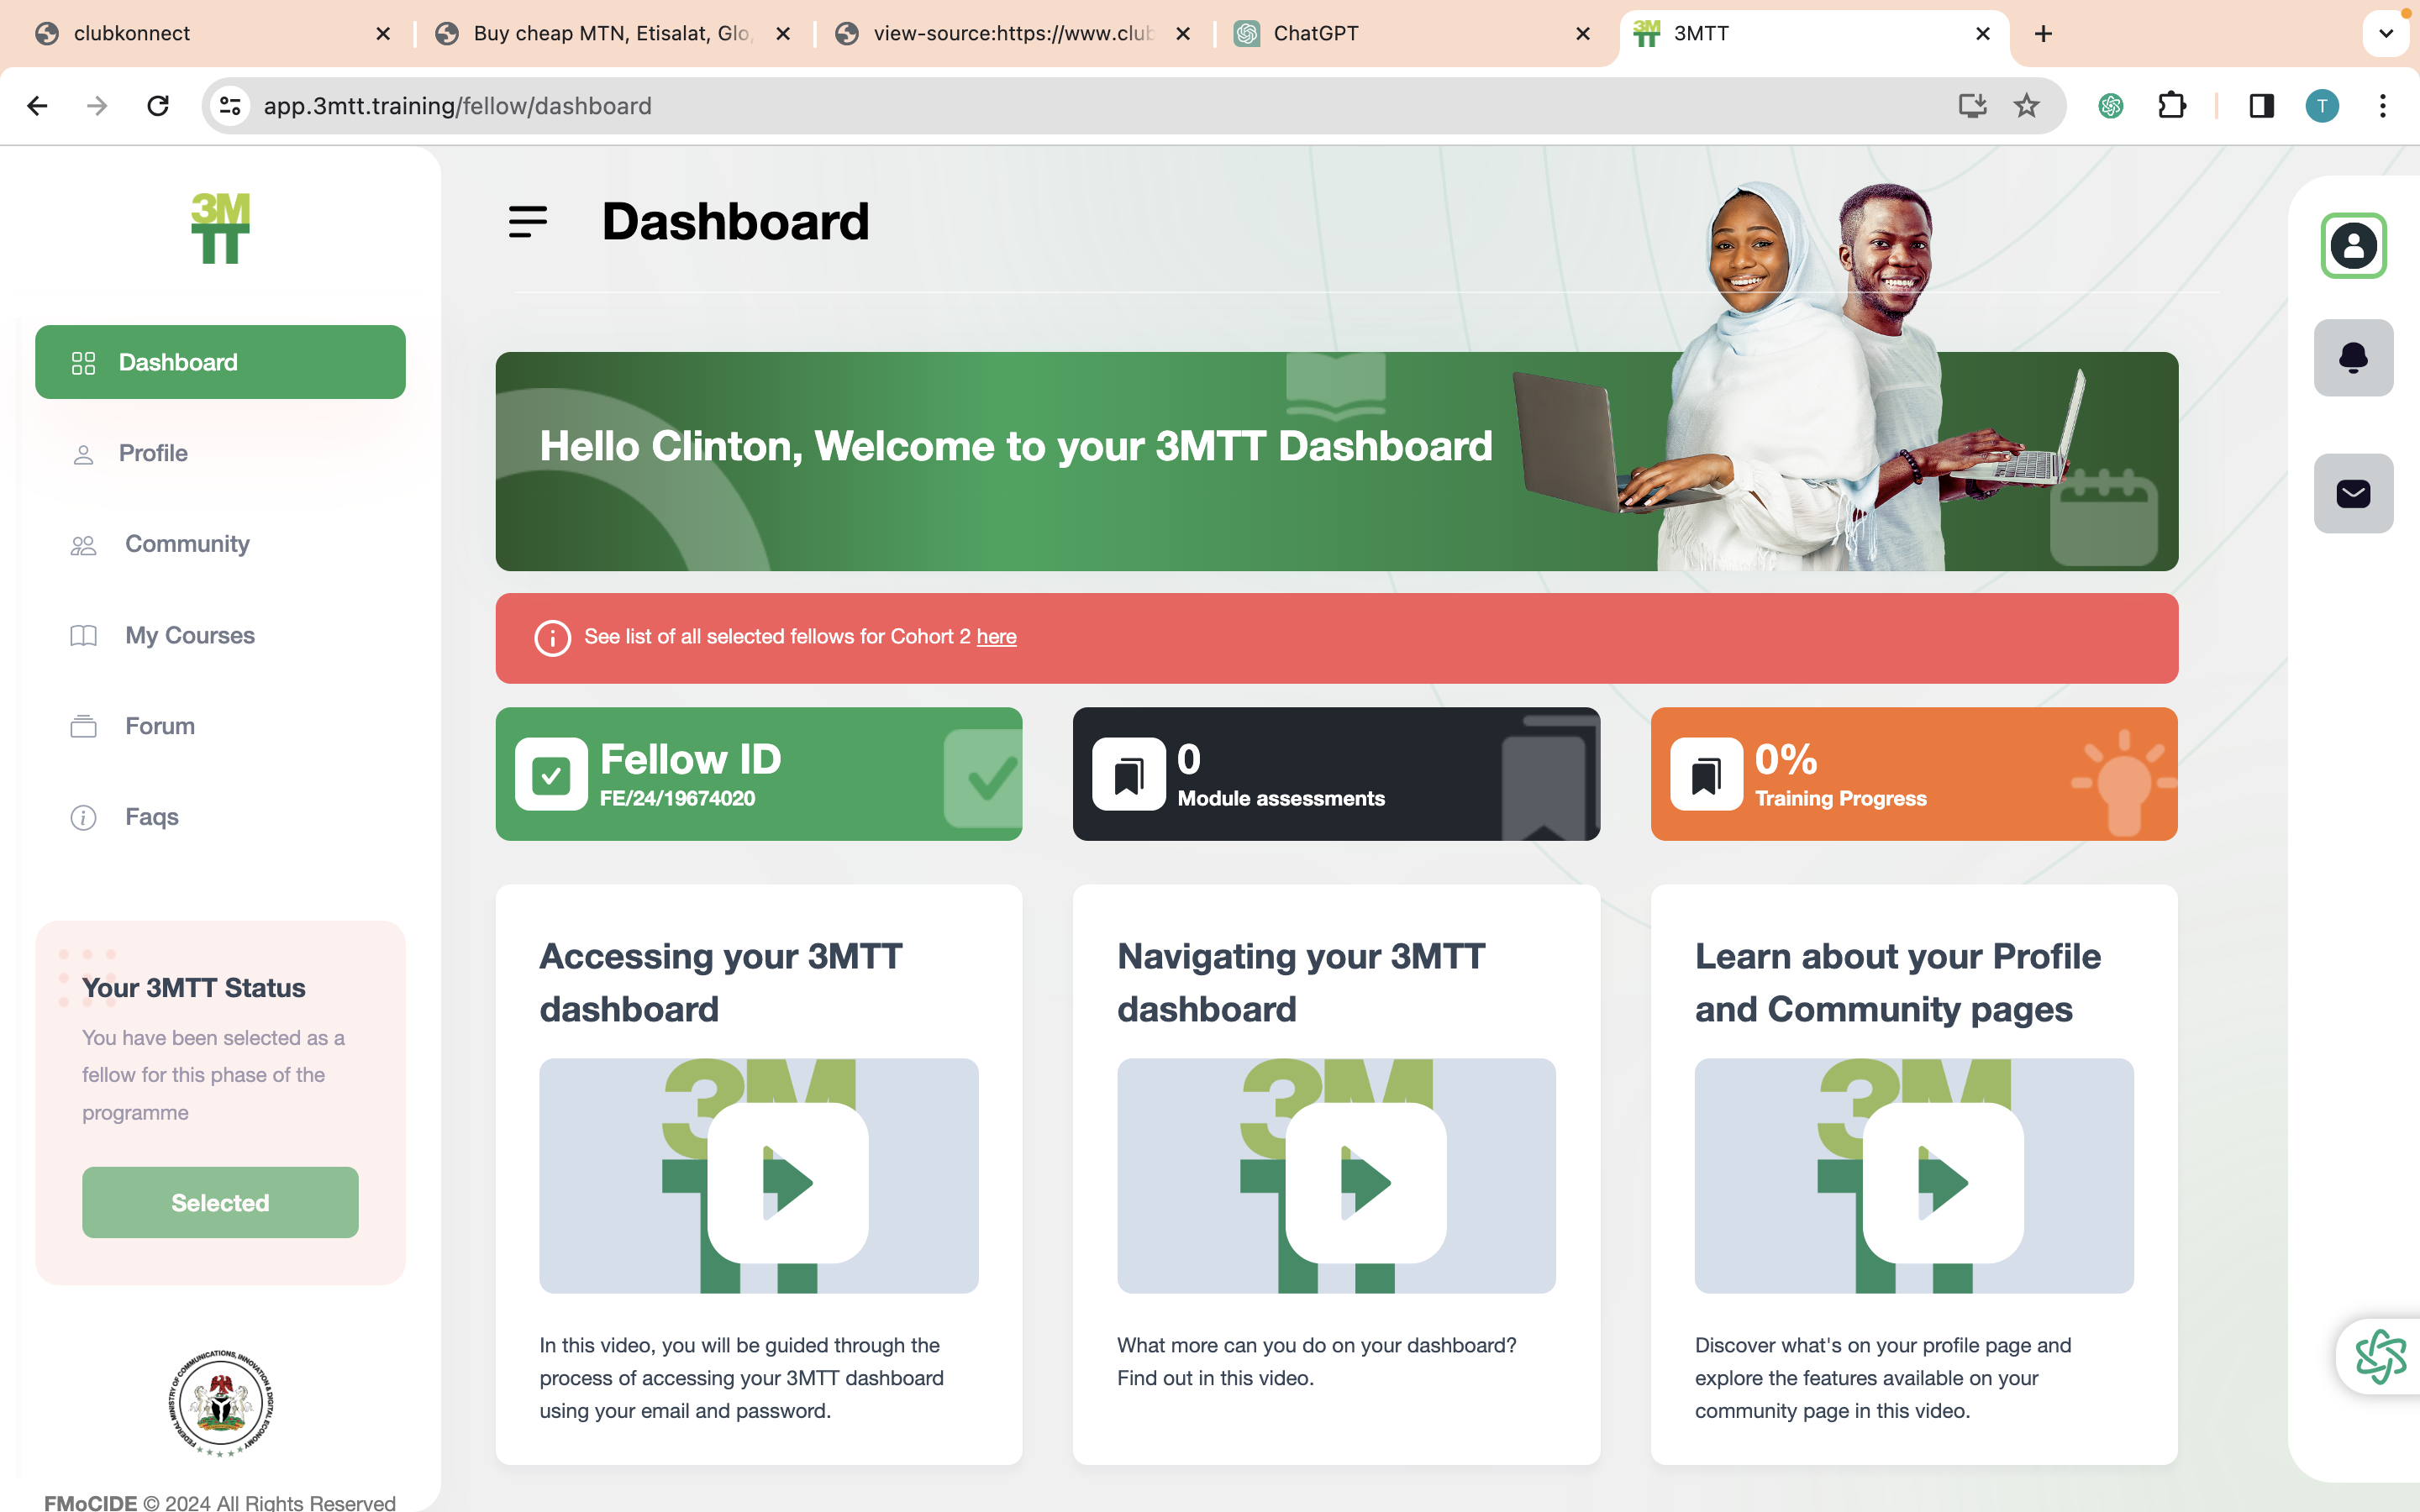 clubkonnect
Buy cheap MTN, Etisalat, Glo,
view-source:https://www.club
ChatGPT
3MTT
app.3mtt.training/fellow/dashboard
T
3M
TT
Dashboard
Profile
Community
My Courses
Forum
Faqs
Your 3MTT Status
You have been selected as a
fellow for this phase of the
programme
Selected
FEDERAL MINISTRY OF COMMUNICATIONS, INNOVATION & DIGITAL ECONOMY
FMoCIDE © 2024 All Rights Reserved
Dashboard
Hello Clinton, Welcome to your 3MTT Dashboard
See list of all selected fellows for Cohort 2 here
Fellow ID
FE/24/19674020
0
Module assessments
0%
Training Progress
Accessing your 3MTT
dashboard
3M
In this video, you will be guided through the
process of accessing your 3MTT dashboard
using your email and password.
Navigating your 3MTT
dashboard
3M
What more can you do on your dashboard?
Find out in this video.
Learn about your Profile
and Community pages
3M
Discover what's on your profile page and
explore the features available on your
community page in this video.